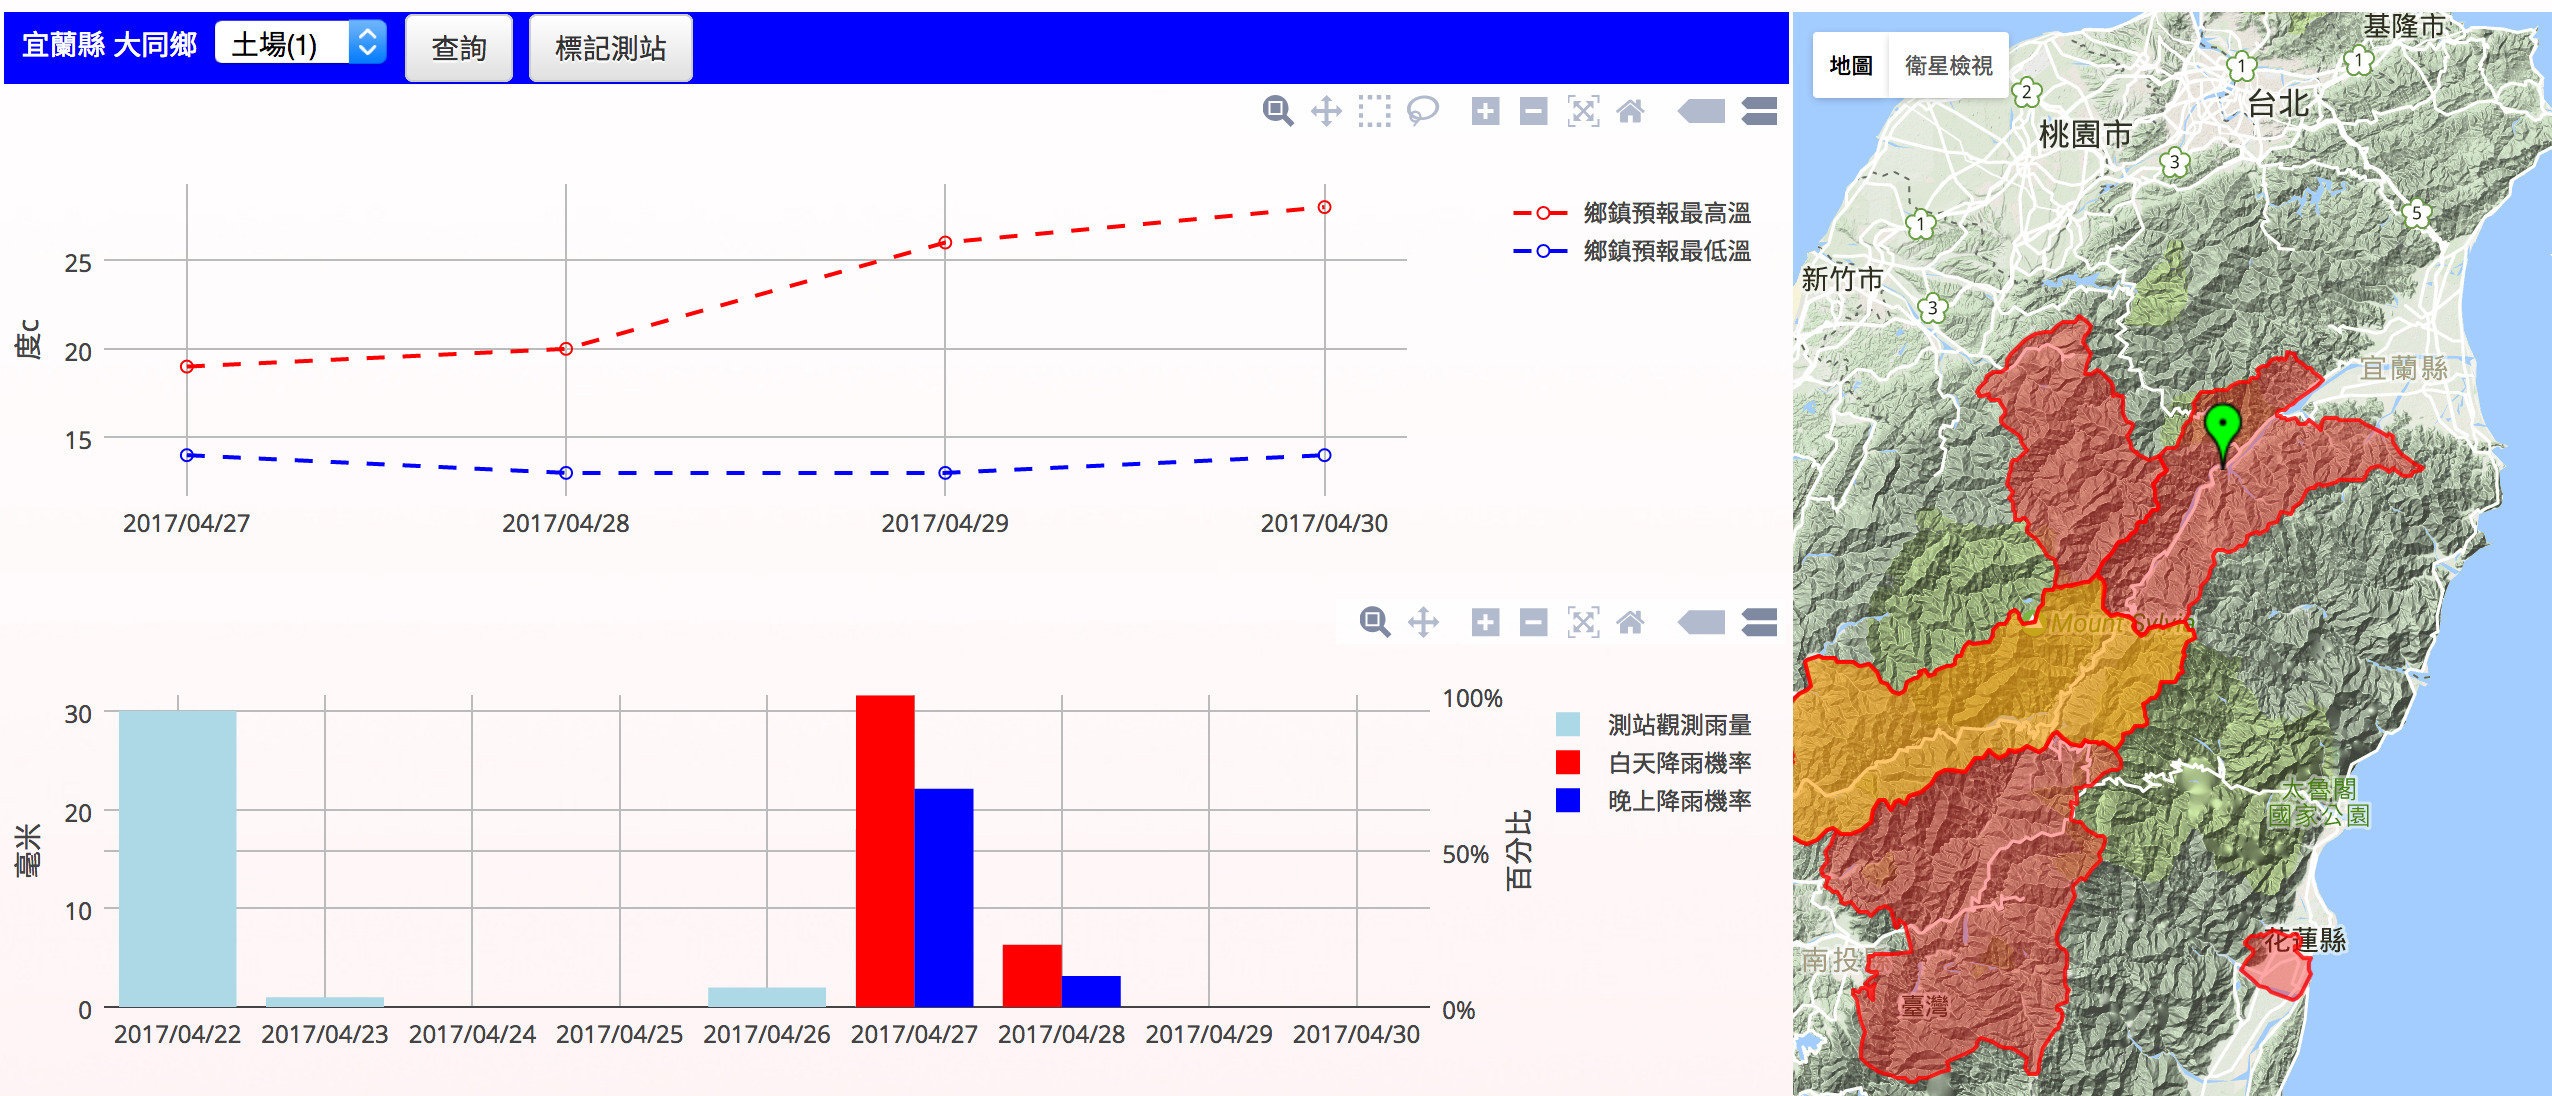 宜蘭縣 大同鄉 土場(1) 查詢 標記測站
鄉鎮預報最高溫
鄉鎮預報最低溫
度c
25
20
15
2017/04/27 2017/04/28 2017/04/29 2017/04/30
測站觀測雨量
白天降雨機率
晚上降雨機率
毫米
30
20
10
0
100%
50%
0%
百分比
2017/04/22 2017/04/23 2017/04/24 2017/04/25 2017/04/26 2017/04/27 2017/04/28 2017/04/29 2017/04/30
地圖 衛星檢視
基隆市
1
1
2
台北
桃園市
3
5
1
新竹市
3
宜蘭縣
Mount Sylvia
太魯閣
國家公園
花蓮縣
南投
臺灣